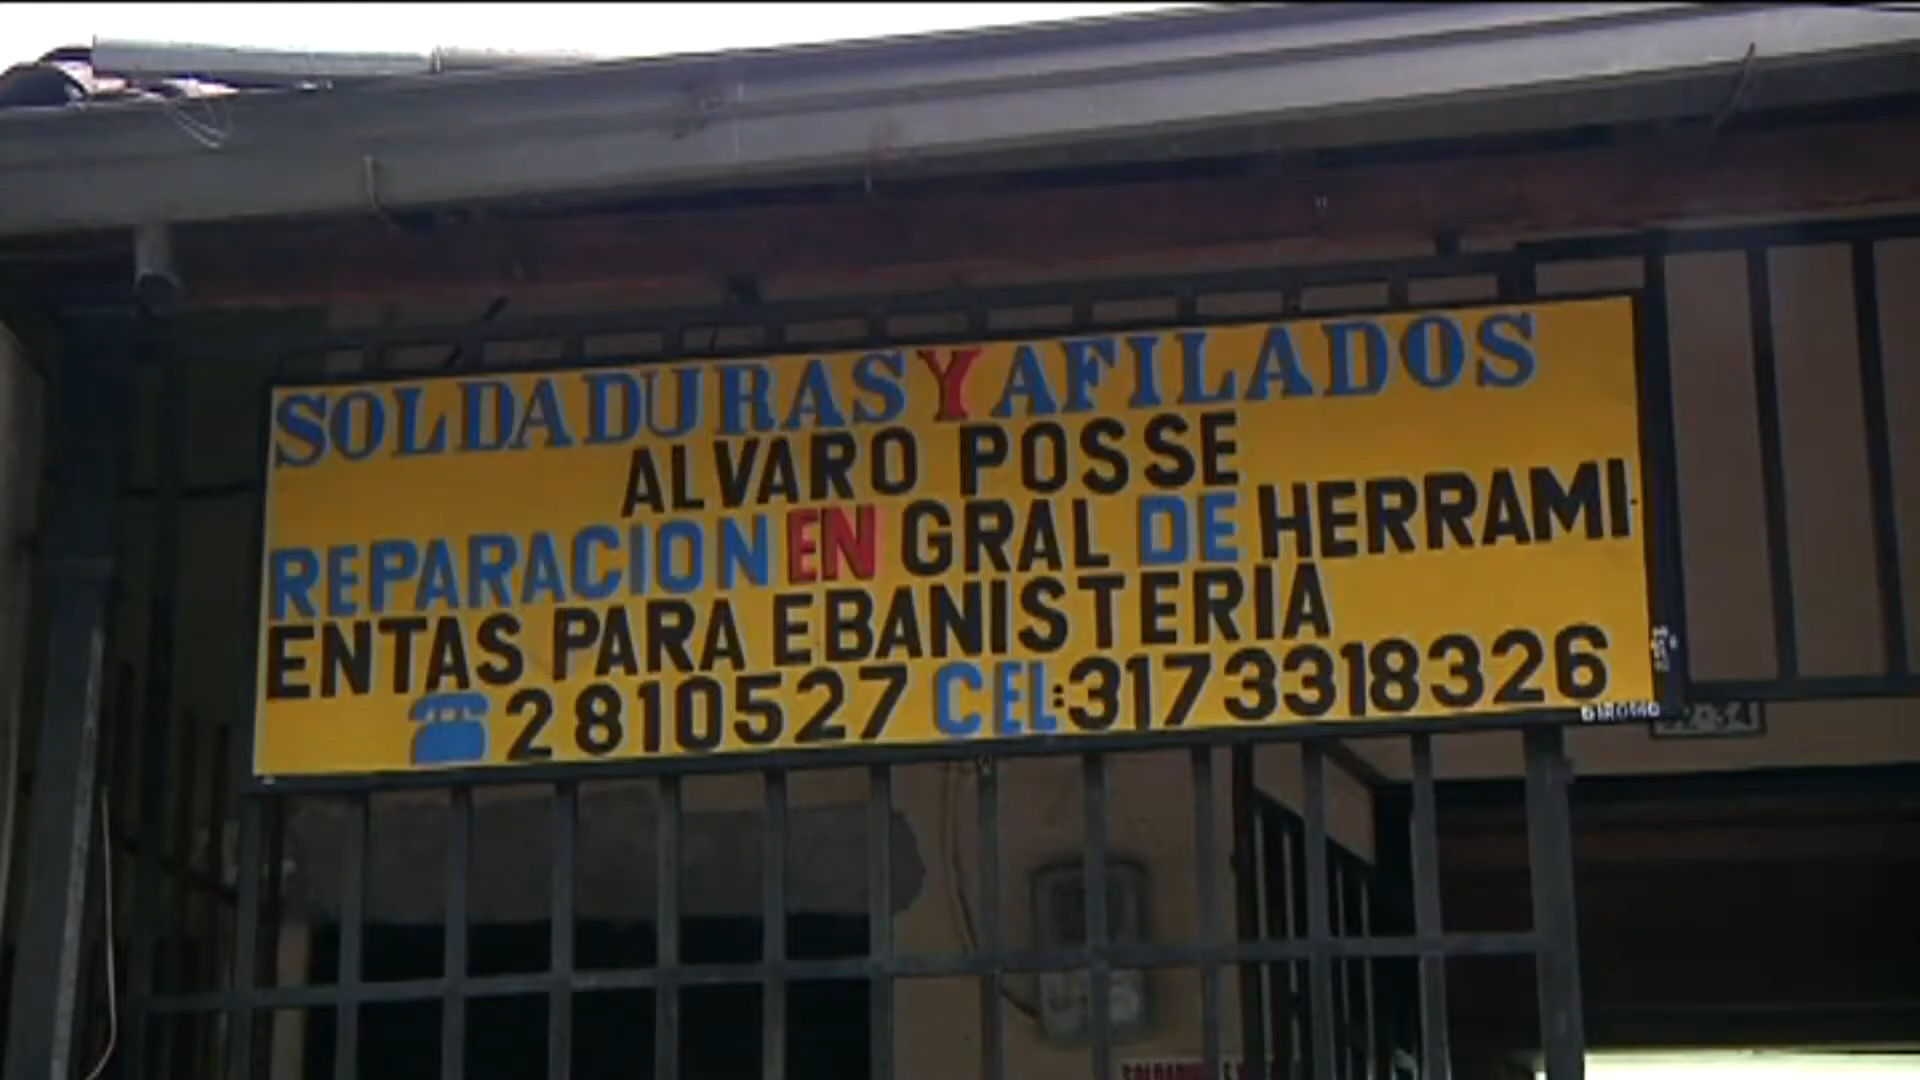 SOLDADURAS Y AFILADOS
ALVARO POSSE
REPARACION EN GRAL DE HERRAMI
ENTAS PARA EBANISTERIA
☎2810527 CEL:3173318326